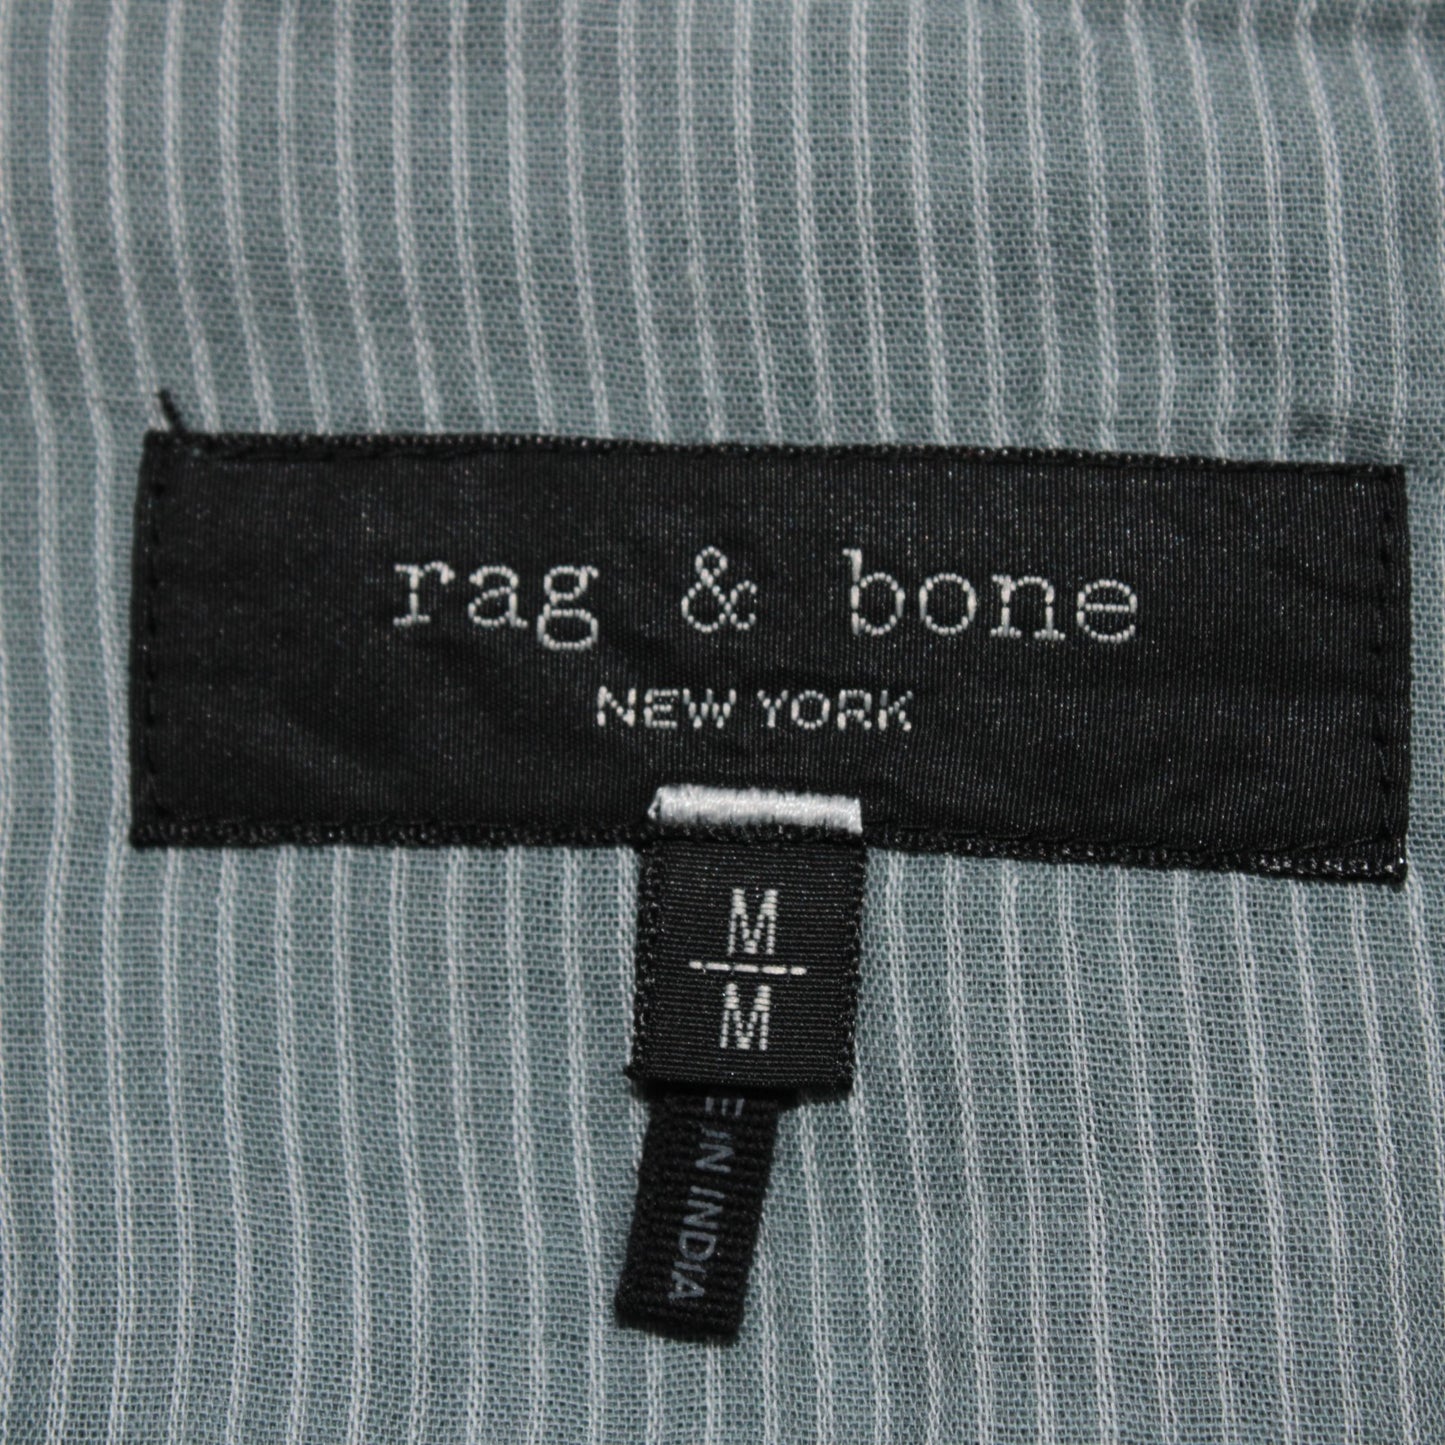 rag & bone
NEW YORK
M
M
E IN INDIA